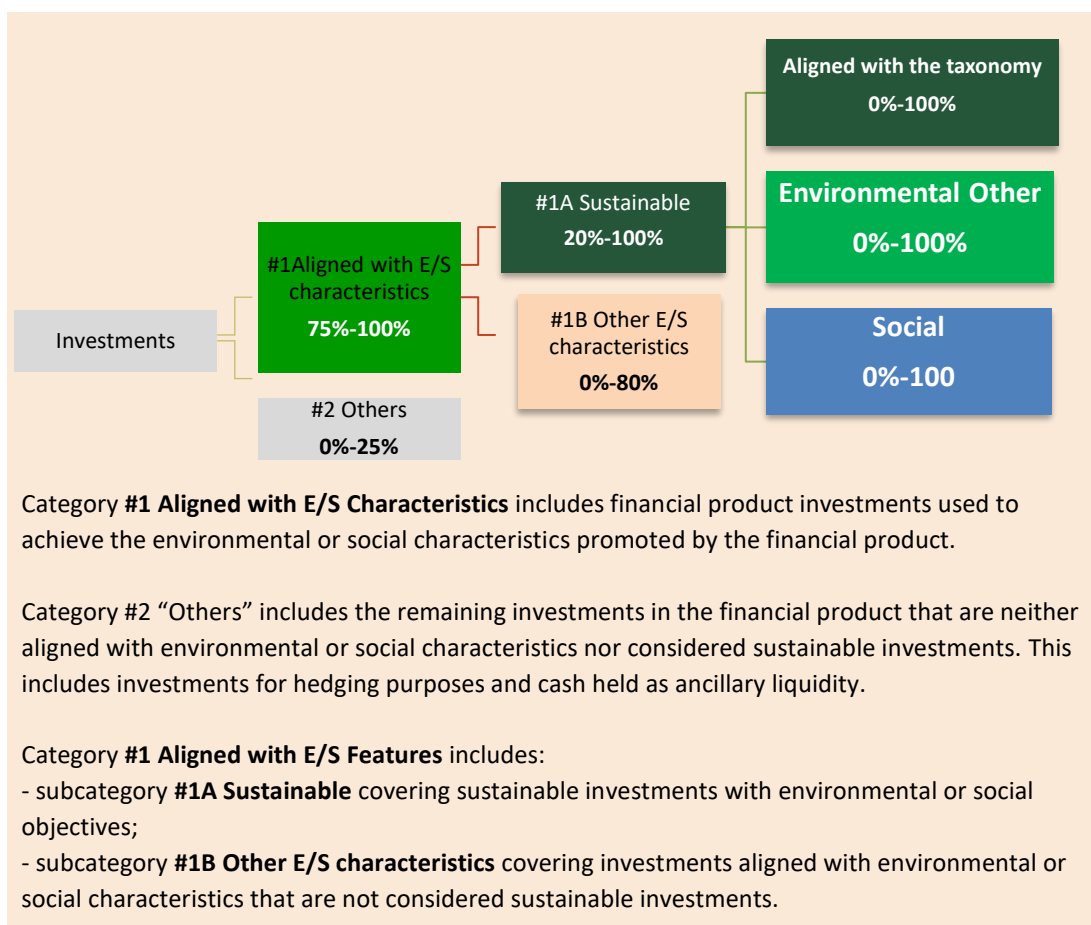 Aligned with the taxonomy
0%-100%
Environmental Other
0%-100%
#1A Sustainable
20%-100%
#1Aligned with E/S
characteristics
75%-100%
#1B Other E/S
characteristics
0%-80%
Social
0%-100
Investments
#2 Others
0%-25%
Category #1 Aligned with E/S Characteristics includes financial product investments used to
achieve the environmental or social characteristics promoted by the financial product.
Category #2 “Others” includes the remaining investments in the financial product that are neither
aligned with environmental or social characteristics nor considered sustainable investments. This
includes investments for hedging purposes and cash held as ancillary liquidity.
Category #1 Aligned with E/S Features includes:
- subcategory #1A Sustainable covering sustainable investments with environmental or social
objectives;
- subcategory #1B Other E/S characteristics covering investments aligned with environmental or
social characteristics that are not considered sustainable investments.